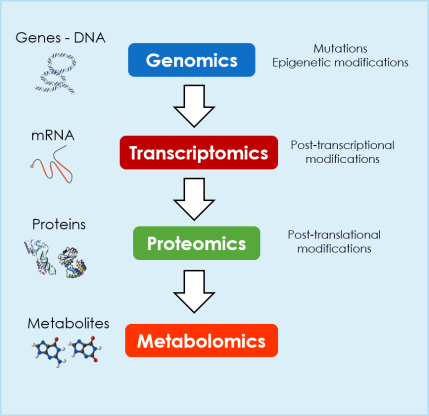 Genes - DNA
Genomics
Mutations
Epigenetic modifications
mRNA
Transcriptomics
Post-transcriptional
modifications
Proteins
Proteomics
Post-translational
modifications
Metabolites
Metabolomics